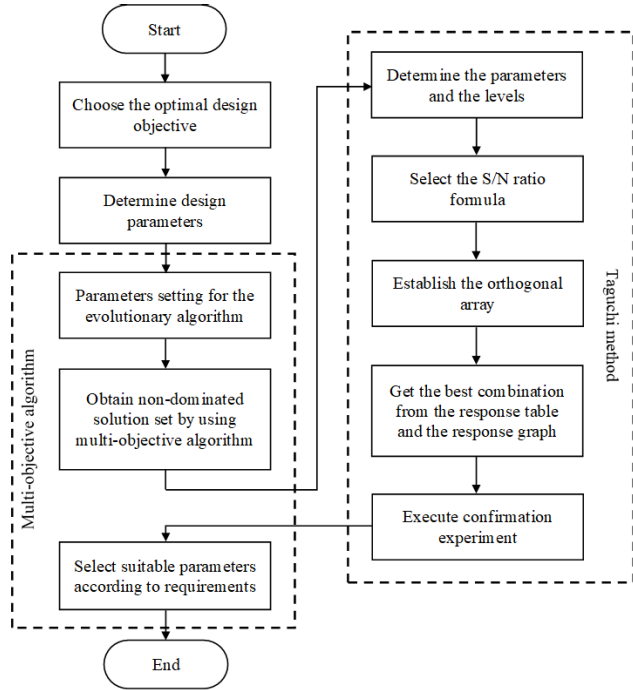 Start
Choose the optimal design
objective
Determine design
parameters
Multi-objective algorithm
Parameters setting for the
evolutionary algorithm
Obtain non-dominated
solution set by using
multi-objective algorithm
Select suitable parameters
according to requirements
End
Taguchi method
Determine the parameters
and the levels
Select the S/N ratio
formula
Establish the orthogonal
array
Get the best combination
from the response table
and the response graph
Execute confirmation
experiment